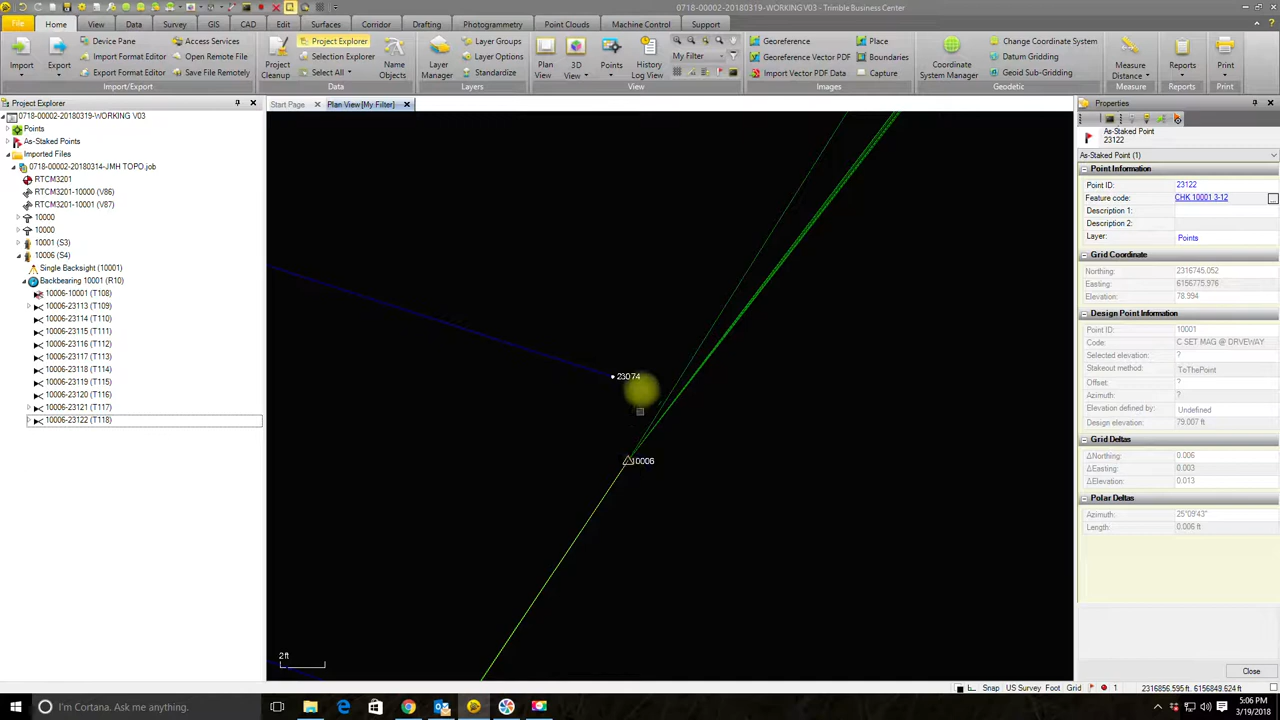 0718-00002-20180319-WORKING V03 - Trimble Business Center
File
Home
View
Data
Survey
GIS
CAD
Edit
Surfaces
Corridor
Drafting
Photogrammetry
Point Clouds
Machine Control
Support
Import
Export
Device Pane
Import Format Editor
Export Format Editor
Access Services
Open Remote File
Save File Remotely
Import/Export
Project
Cleanup
Project Explorer
Selection Explorer
Select All
Name
Objects
Data
Layer
Manager
Layer Groups
Layer Options
Standardize
Layers
Plan
View
3D
View
Points
History
Log View
My Filter
View
Georeference
Georeference Vector PDF
Import Vector PDF Data
Place
Boundaries
Capture
Images
Coordinate
System Manager
Change Coordinate System
Datum Gridding
Geoid Sub-Gridding
Geodetic
Measure
Distance
Measure
Reports
Reports
Print
Print
Project Explorer
0718-00002-20180319-WORKING V03
Points
As-Staked Points
Imported Files
0718-00002-20180314-JMH TOPO.job
RTCM3201
RTCM3201-10000 (V86)
RTCM3201-10001 (V87)
10000
10000
10001 (S3)
10006 (S4)
Single Backsight (10001)
Backbearing 10001 (R10)
10006-10001 (T108)
10006-23113 (T109)
10006-23114 (T110)
10006-23115 (T111)
10006-23116 (T112)
10006-23117 (T113)
10006-23118 (T114)
10006-23119 (T115)
10006-23120 (T116)
10006-23121 (T117)
10006-23122 (T118)
Start Page
Plan View [My Filter]
23074
10006
2 ft
Properties
As-Staked Point
23122
As-Staked Point (1)
Point Information
Point ID: 23122
Feature code: CHK 10001 3-12
Description 1:
Description 2:
Layer: Points
Grid Coordinate
Northing: 2316745.052
Easting: 6156775.976
Elevation: 78.994
Design Point Information
Point ID: 10001
Code: C SET MAG @ DRVEWAY
Selected elevation: ?
Stakeout method: ToThePoint
Offset: ?
Azimuth: ?
Elevation defined by: Undefined
Design elevation: 79.007 ft
Grid Deltas
ΔNorthing: 0.006
ΔEasting: 0.003
ΔElevation: 0.013
Polar Deltas
Azimuth: 25°09'43"
Length: 0.006 ft
Close
Snap
US Survey Foot
Grid
1
2316856.595 ft, 6156849.624 ft
I'm Cortana. Ask me anything.
5:06 PM
3/19/2018